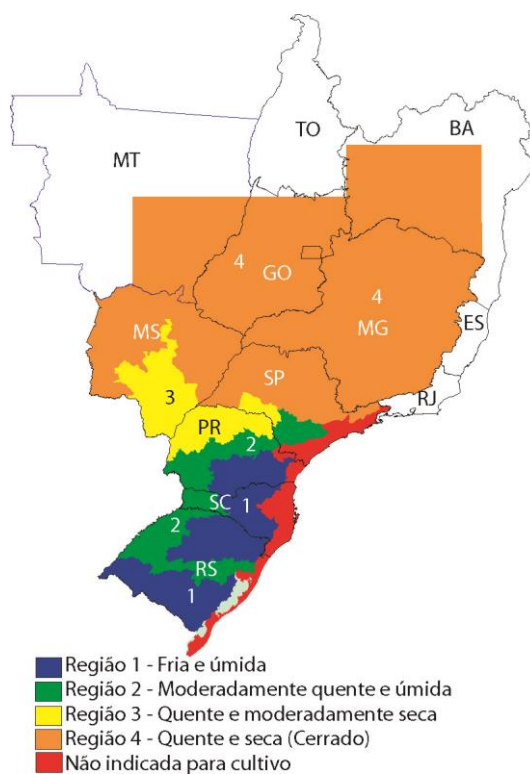 TO
BA
MT
4
GO
4
MG
ES
MS
SP
RJ
3
PR
2
SC
1
2
RS
1
Região 1 - Fria e úmida
Região 2 - Moderadamente quente e úmida
Região 3 - Quente e moderadamente seca
Região 4 - Quente e seca (Cerrado)
Não indicada para cultivo